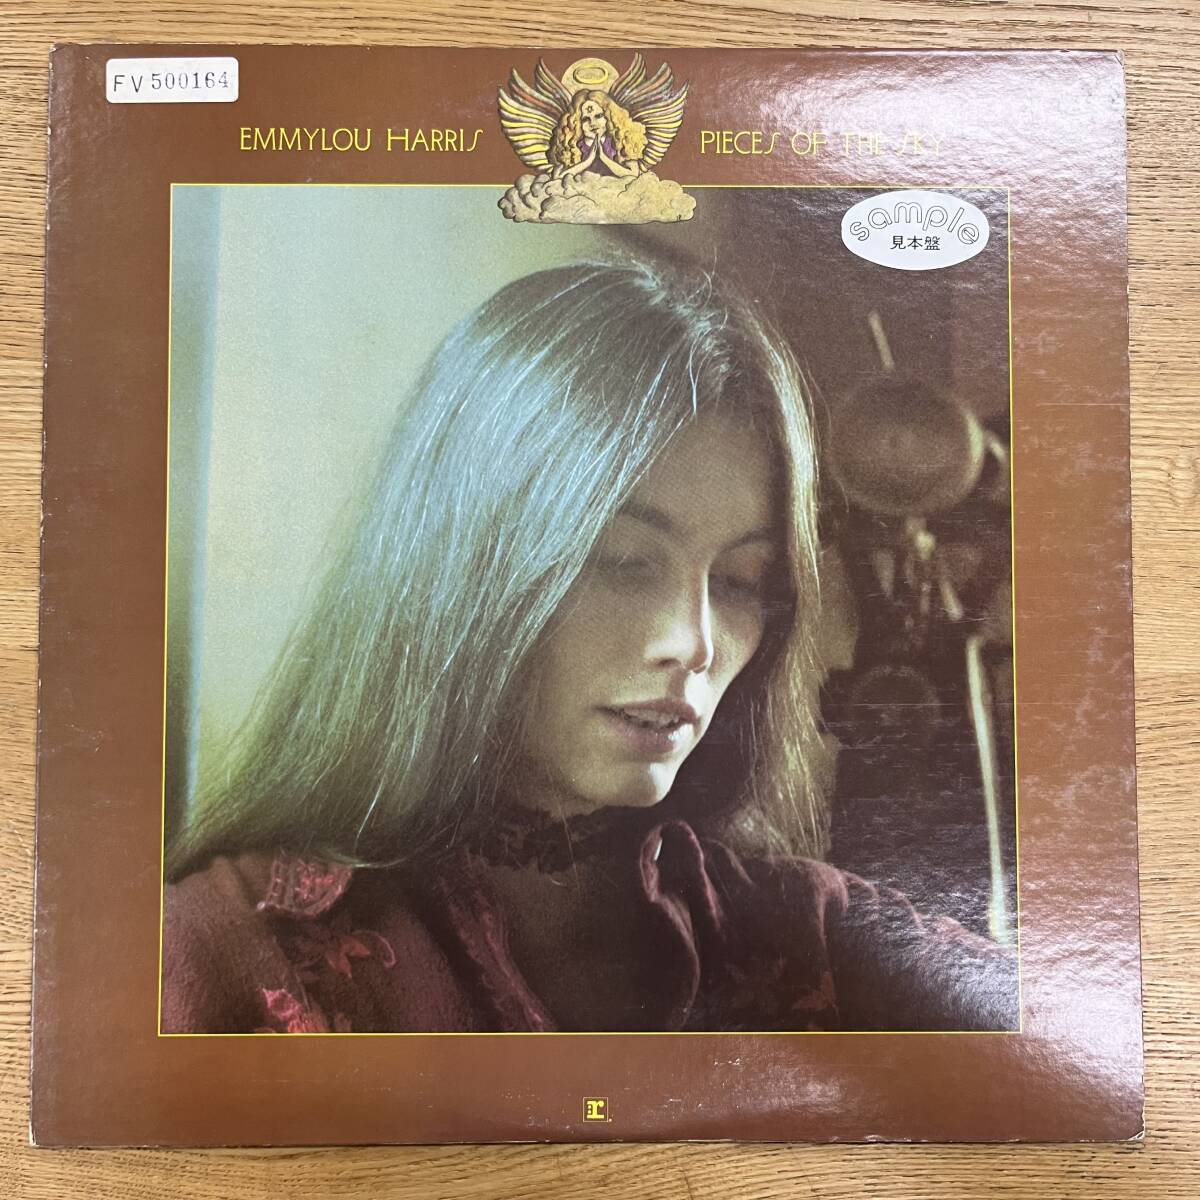 FV 500164
EMMYLOU HARRIS
PIECES OF THE SKY
sample
見本盤
r